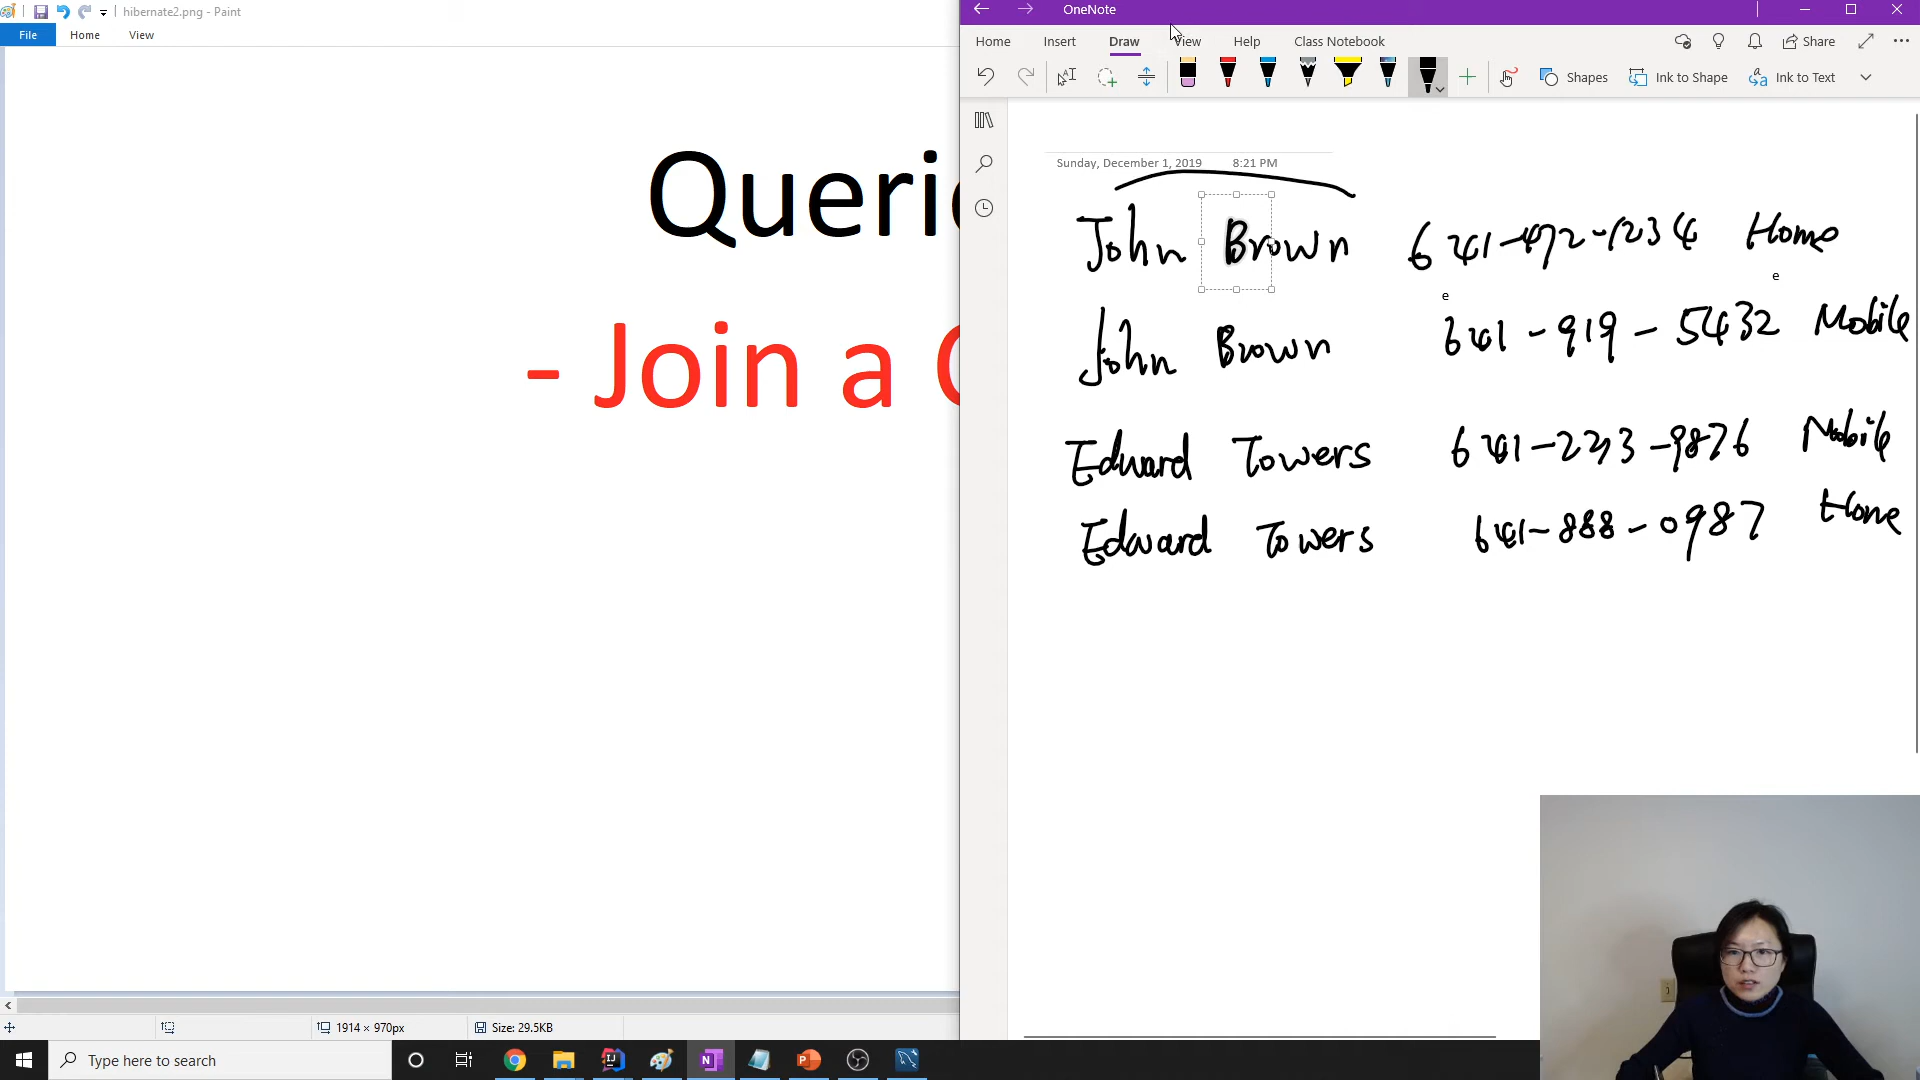 hibernate2.png - Paint
File Home View
Queri
- Join a
1914 × 970px
Size: 29.5KB
OneNote
Home Insert Draw View Help Class Notebook Share
Shapes Ink to Shape Ink to Text
Sunday, December 1, 2019 8:21 PM
John Brown 641-472-1234 Home
e
e
John Brown 641-919-5432 Mobile
Edward Towers 641-223-9876 Mobile
Edward Towers 641-888-0987 Home
Type here to search